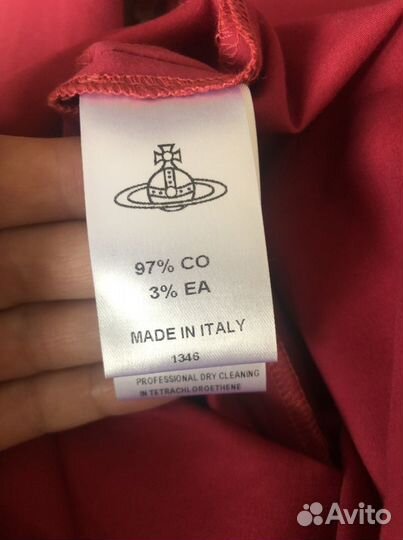 97% CO
3% EA
MADE IN ITALY
1346
PROFESSIONAL DRY CLEANING
IN TETRACHLOROETHENE
Avito